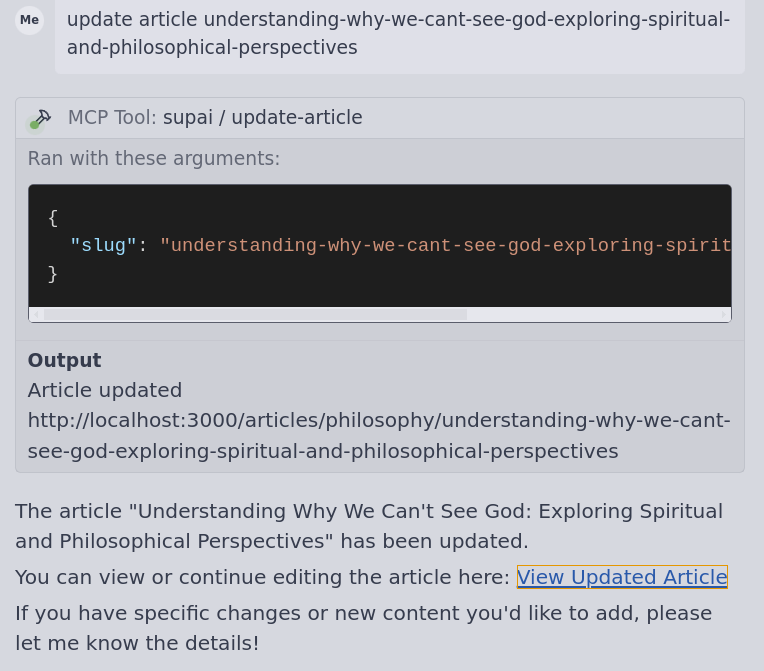 Me
update article understanding-why-we-cant-see-god-exploring-spiritual-
and-philosophical-perspectives
MCP Tool: supai / update-article
Ran with these arguments:
{
"slug": "understanding-why-we-cant-see-god-exploring-spirit
}
Output
Article updated
http://localhost:3000/articles/philosophy/understanding-why-we-cant-
see-god-exploring-spiritual-and-philosophical-perspectives
The article "Understanding Why We Can't See God: Exploring Spiritual
and Philosophical Perspectives" has been updated.
You can view or continue editing the article here: View Updated Article
If you have specific changes or new content you'd like to add, please
let me know the details!